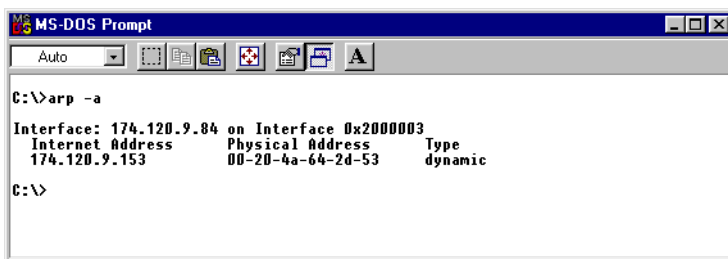 MS-DOS Prompt
Auto A
C:\>arp -a
Interface: 174.120.9.84 on Interface 0x2000003
Internet Address Physical Address Type
174.120.9.153 00-20-4a-64-2d-53 dynamic
C:\>